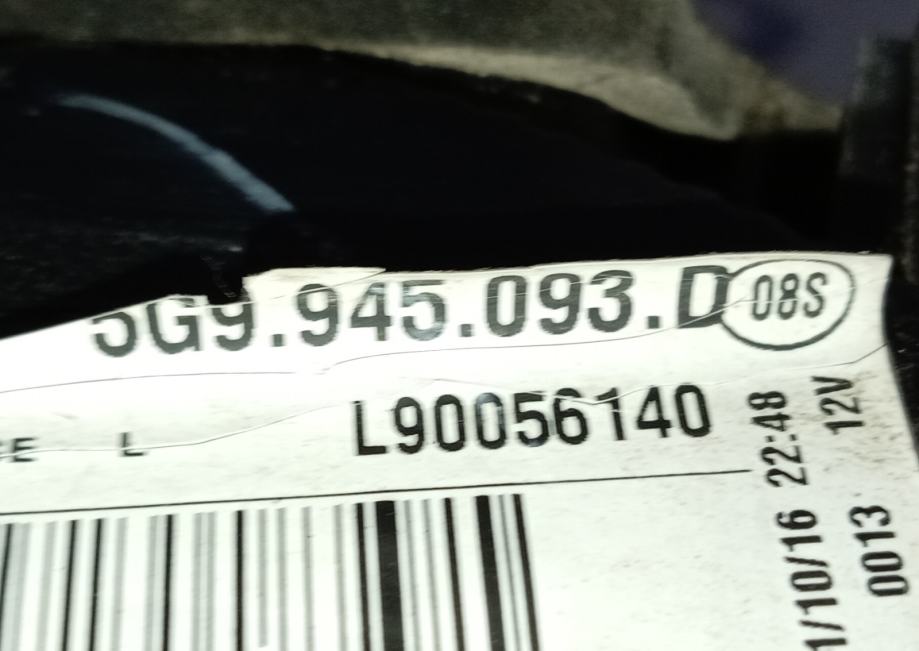 5G9.945.093.D 08S
L L90056140
1/10/16 22:48
0013 12V